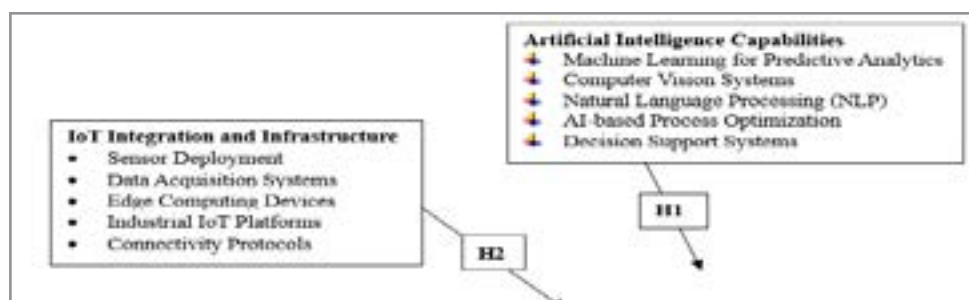 Artificial Intelligence Capabilities
Machine Learning for Predictive Analytics
Computer Vision Systems
Natural Language Processing (NLP)
AI-based Process Optimization
Decision Support Systems
IoT Integration and Infrastructure
• Sensor Deployment
• Data Acquisition Systems
• Edge Computing Devices
• Industrial IoT Platforms
• Connectivity Protocols
H1
H2